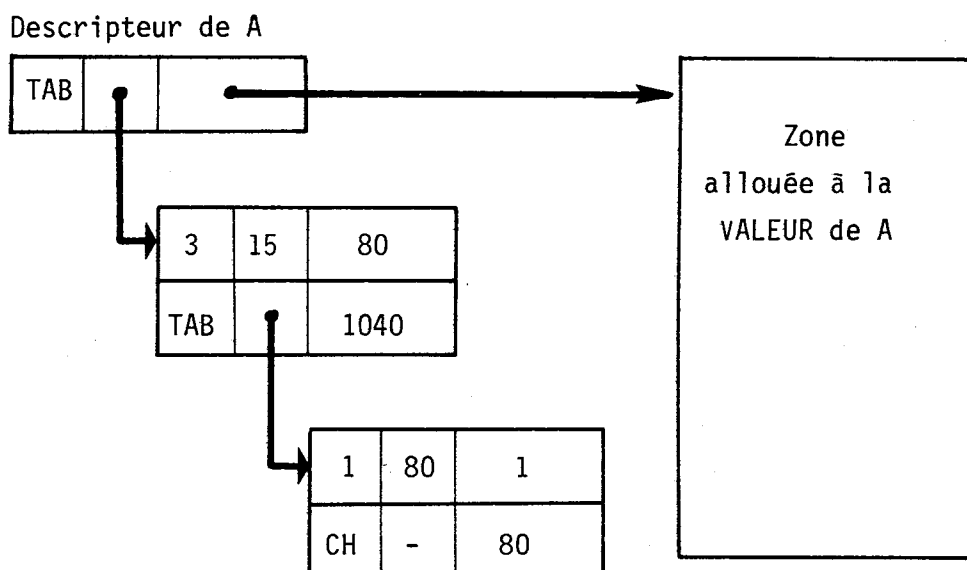 Descripteur de A
TAB
Zone
allouée à la
VALEUR de A
3 15 80
TAB 1040
1 80 1
CH - 80